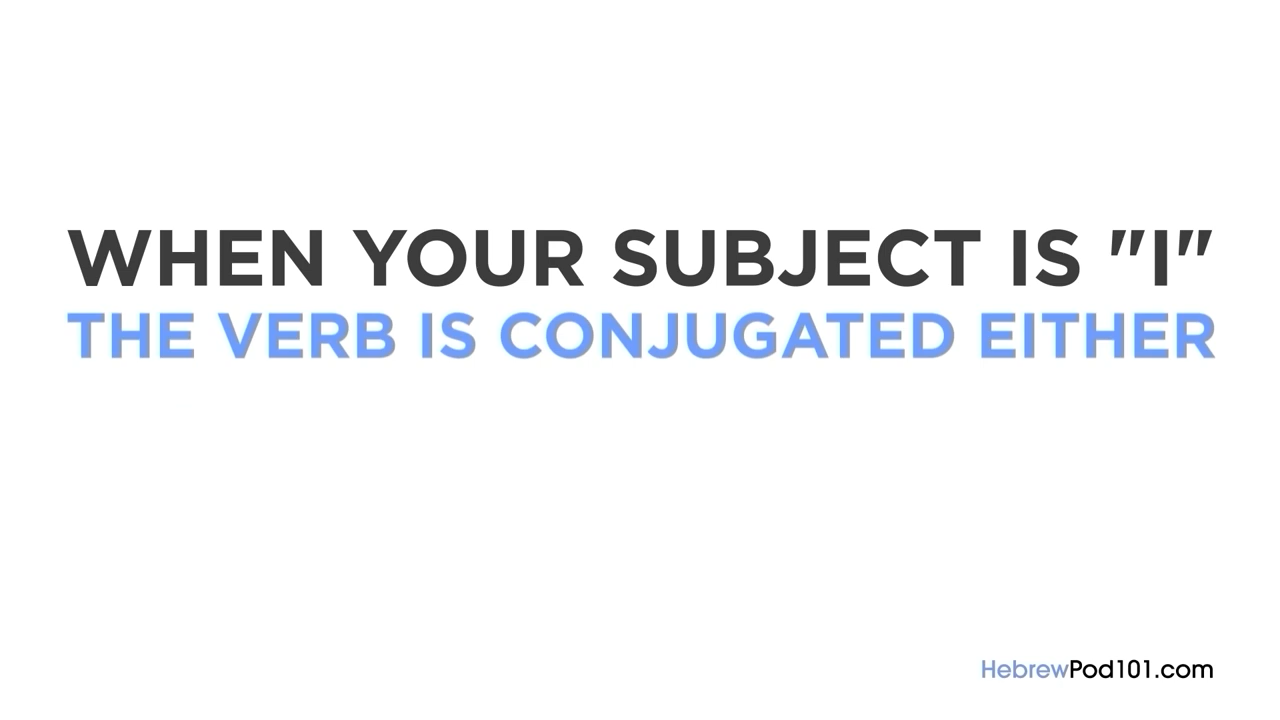 WHEN YOUR SUBJECT IS "I"
THE VERB IS CONJUGATED EITHER
HebrewPod101.com